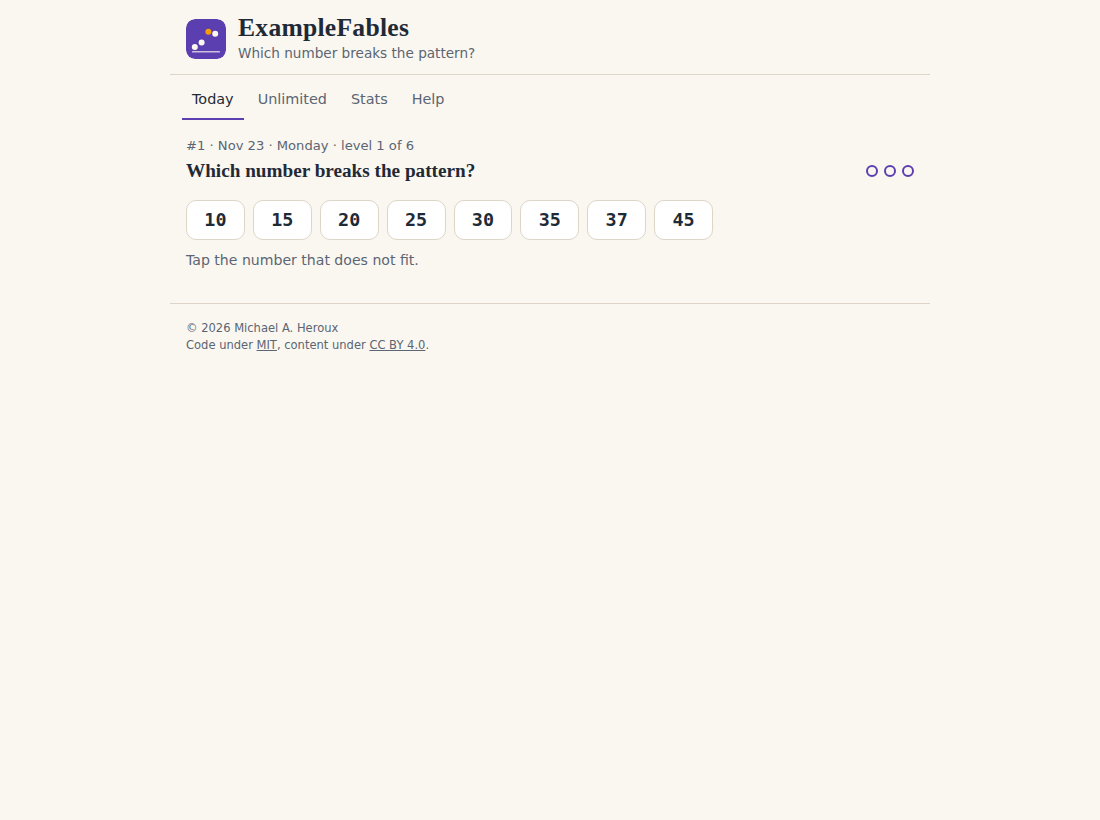 ExampleFables
Which number breaks the pattern?
Today Unlimited Stats Help
#1 · Nov 23 · Monday · level 1 of 6
Which number breaks the pattern?
10 15 20 25 30 35 37 45
Tap the number that does not fit.
© 2026 Michael A. Heroux
Code under MIT, content under CC BY 4.0.